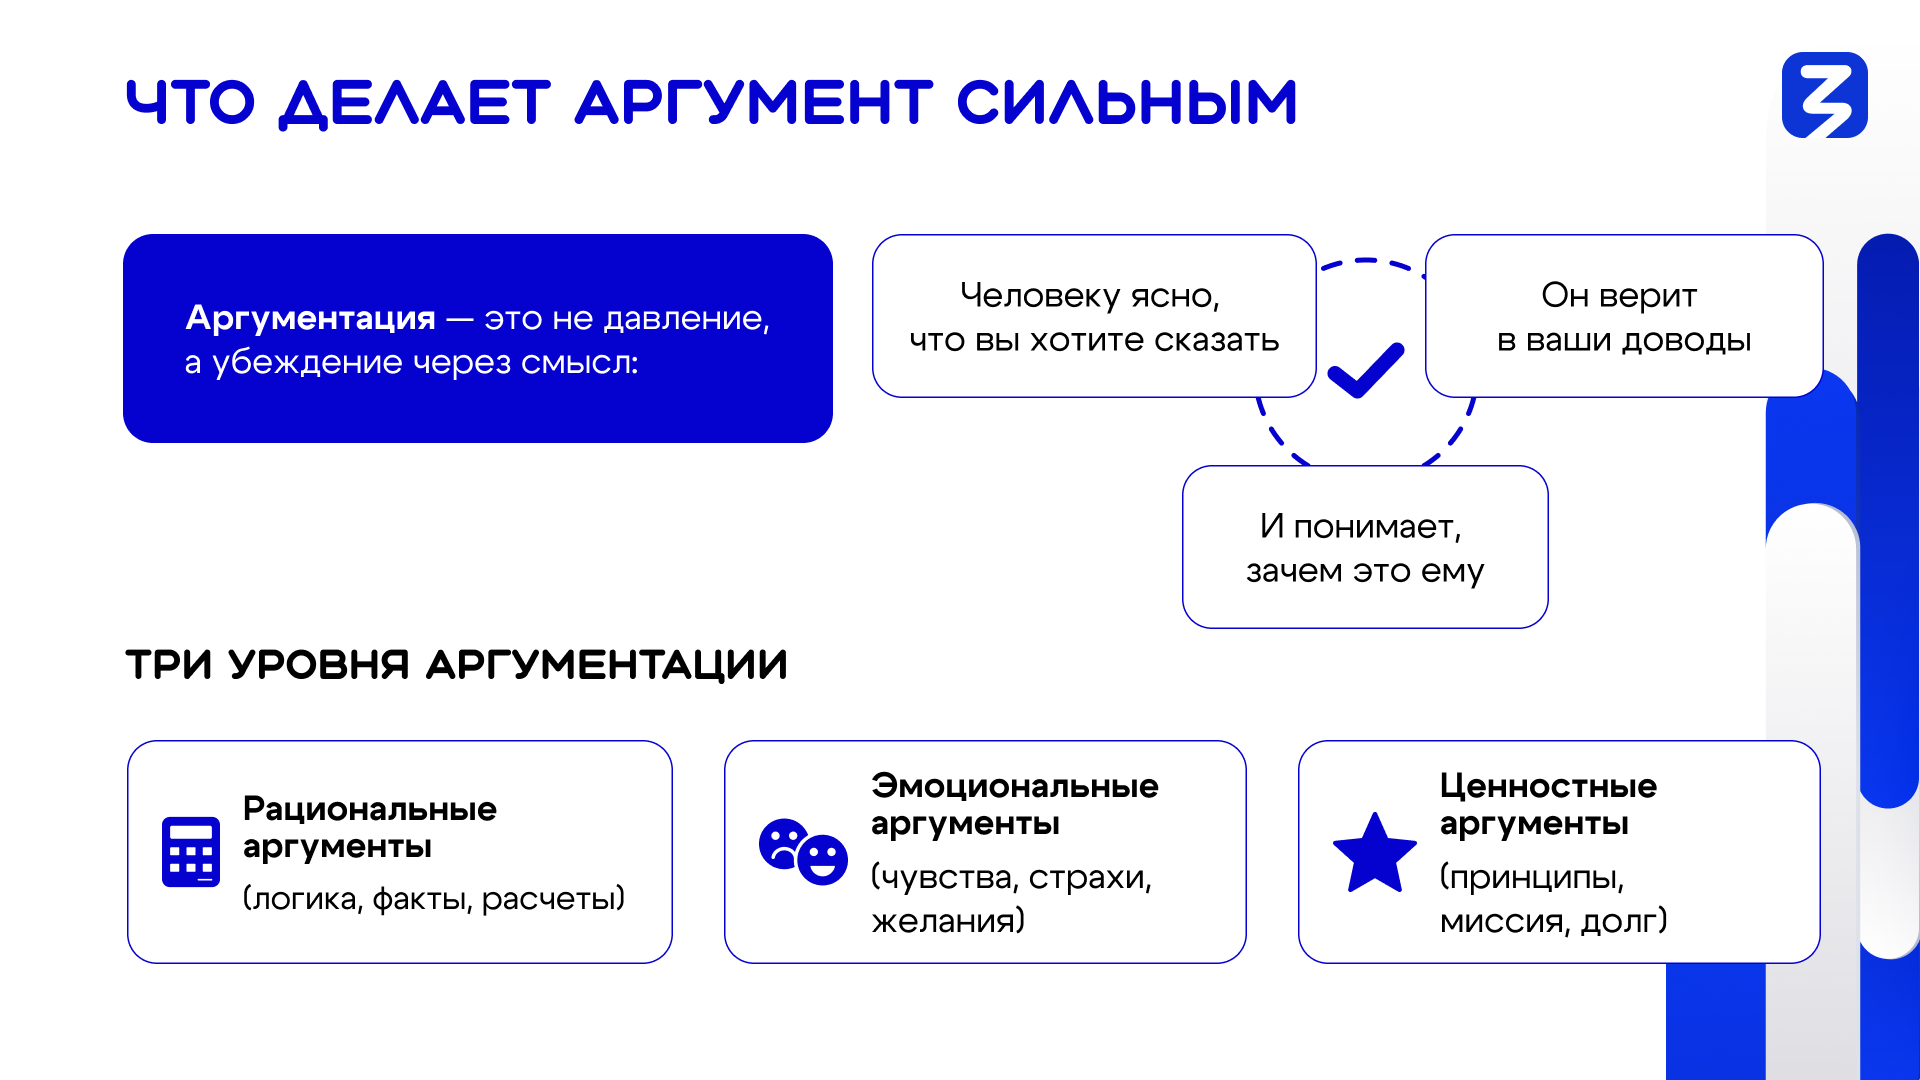 ЧТО ДЕЛАЕТ АРГУМЕНТ СИЛЬНЫМ
Аргументация — это не давление,
а убеждение через смысл:
Человеку ясно,
что вы хотите сказать
Он верит
в ваши доводы
И понимает,
зачем это ему
ТРИ УРОВНЯ АРГУМЕНТАЦИИ
Рациональные
аргументы
(логика, факты, расчеты)
Эмоциональные
аргументы
(чувства, страхи,
желания)
Ценностные
аргументы
(принципы,
миссия, долг)